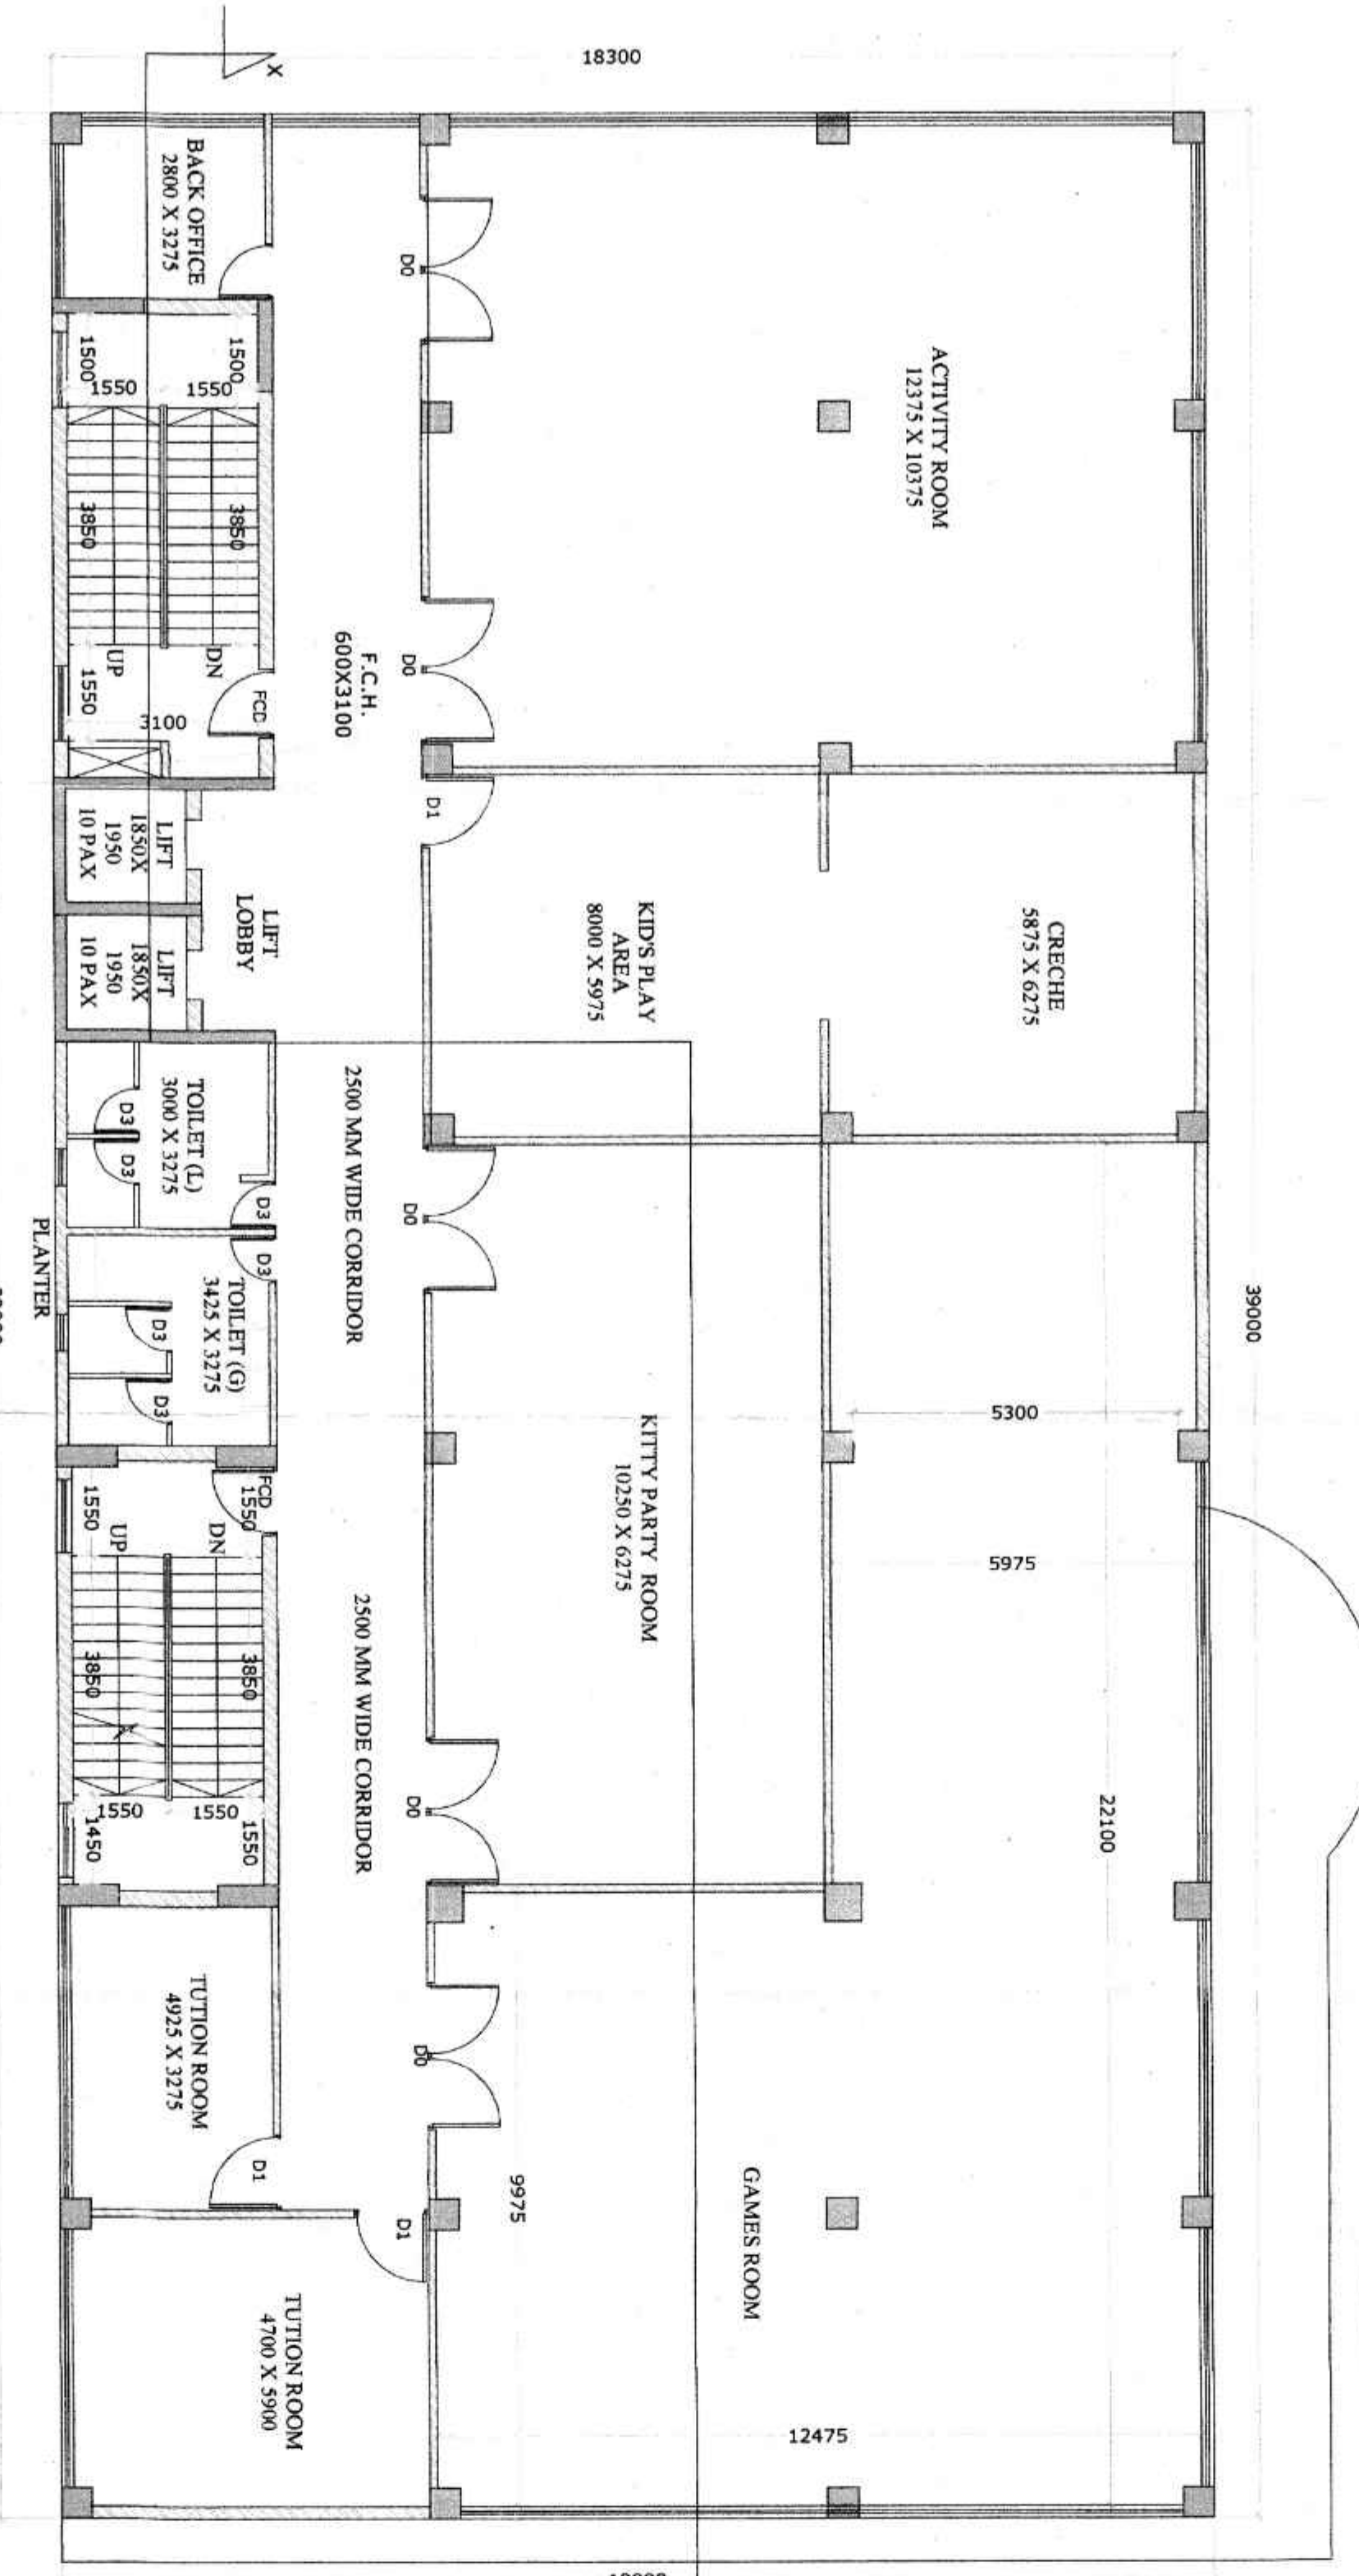 18300
X
39000
BACK OFFICE
2800 X 3275
1500
1500
1550
1550
3850
3850
UP
DN
1550
3100
FCD
F.C.H.
600X3100
D0
D0
D1
ACTIVITY ROOM
12375 X 10375
LIFT
1850X
1950
10 PAX
LIFT
1850X
1950
10 PAX
LIFT
LOBBY
KID'S PLAY
AREA
8000 X 5975
CRECHE
5875 X 6275
TOILET (L)
3000 X 3275
D3
D3
D3
D3
TOILET (G)
3425 X 3275
D3
D3
PLANTER
2500 MM WIDE CORRIDOR
D0
KITTY PARTY ROOM
10250 X 6275
D0
5300
5975
22100
FCD
1550
1550
UP
DN
3850
3850
1550
1550
1450
1550
2500 MM WIDE CORRIDOR
TUTION ROOM
4925 X 3275
D1
D0
D1
9975
GAMES ROOM
12475
TUTION ROOM
4700 X 5900